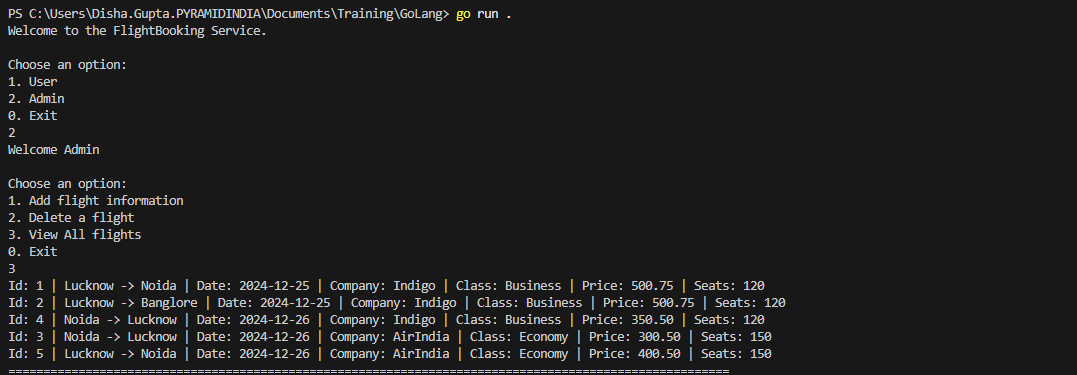 PS C:\Users\Disha.Gupta.PYRAMIDINDIA\Documents\Training\GoLang> go run .
Welcome to the FlightBooking Service.
Choose an option:
1. User
2. Admin
0. Exit
2
Welcome Admin
Choose an option:
1. Add flight information
2. Delete a flight
3. View All flights
0. Exit
3
Id: 1 | Lucknow -> Noida | Date: 2024-12-25 | Company: Indigo | Class: Business | Price: 500.75 | Seats: 120
Id: 2 | Lucknow -> Banglore | Date: 2024-12-25 | Company: Indigo | Class: Business | Price: 500.75 | Seats: 120
Id: 4 | Noida -> Lucknow | Date: 2024-12-26 | Company: Indigo | Class: Business | Price: 350.50 | Seats: 120
Id: 3 | Noida -> Lucknow | Date: 2024-12-26 | Company: AirIndia | Class: Economy | Price: 300.50 | Seats: 150
Id: 5 | Lucknow -> Noida | Date: 2024-12-26 | Company: AirIndia | Class: Economy | Price: 400.50 | Seats: 150
=======================================================================================================